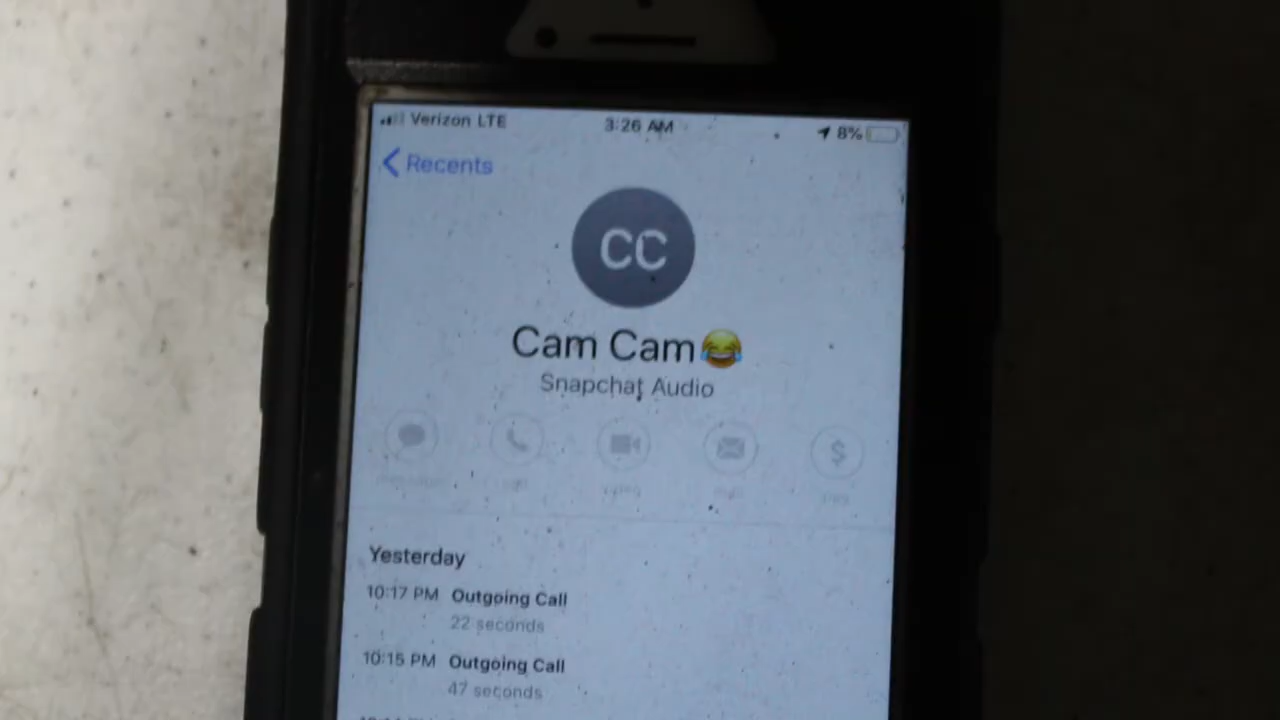 Verizon LTE 3:26 AM 8%
Recents
CC
Cam Cam😂
Snapchat Audio
$
Yesterday
10:17 PM Outgoing Call
22 seconds
10:15 PM Outgoing Call
47 seconds